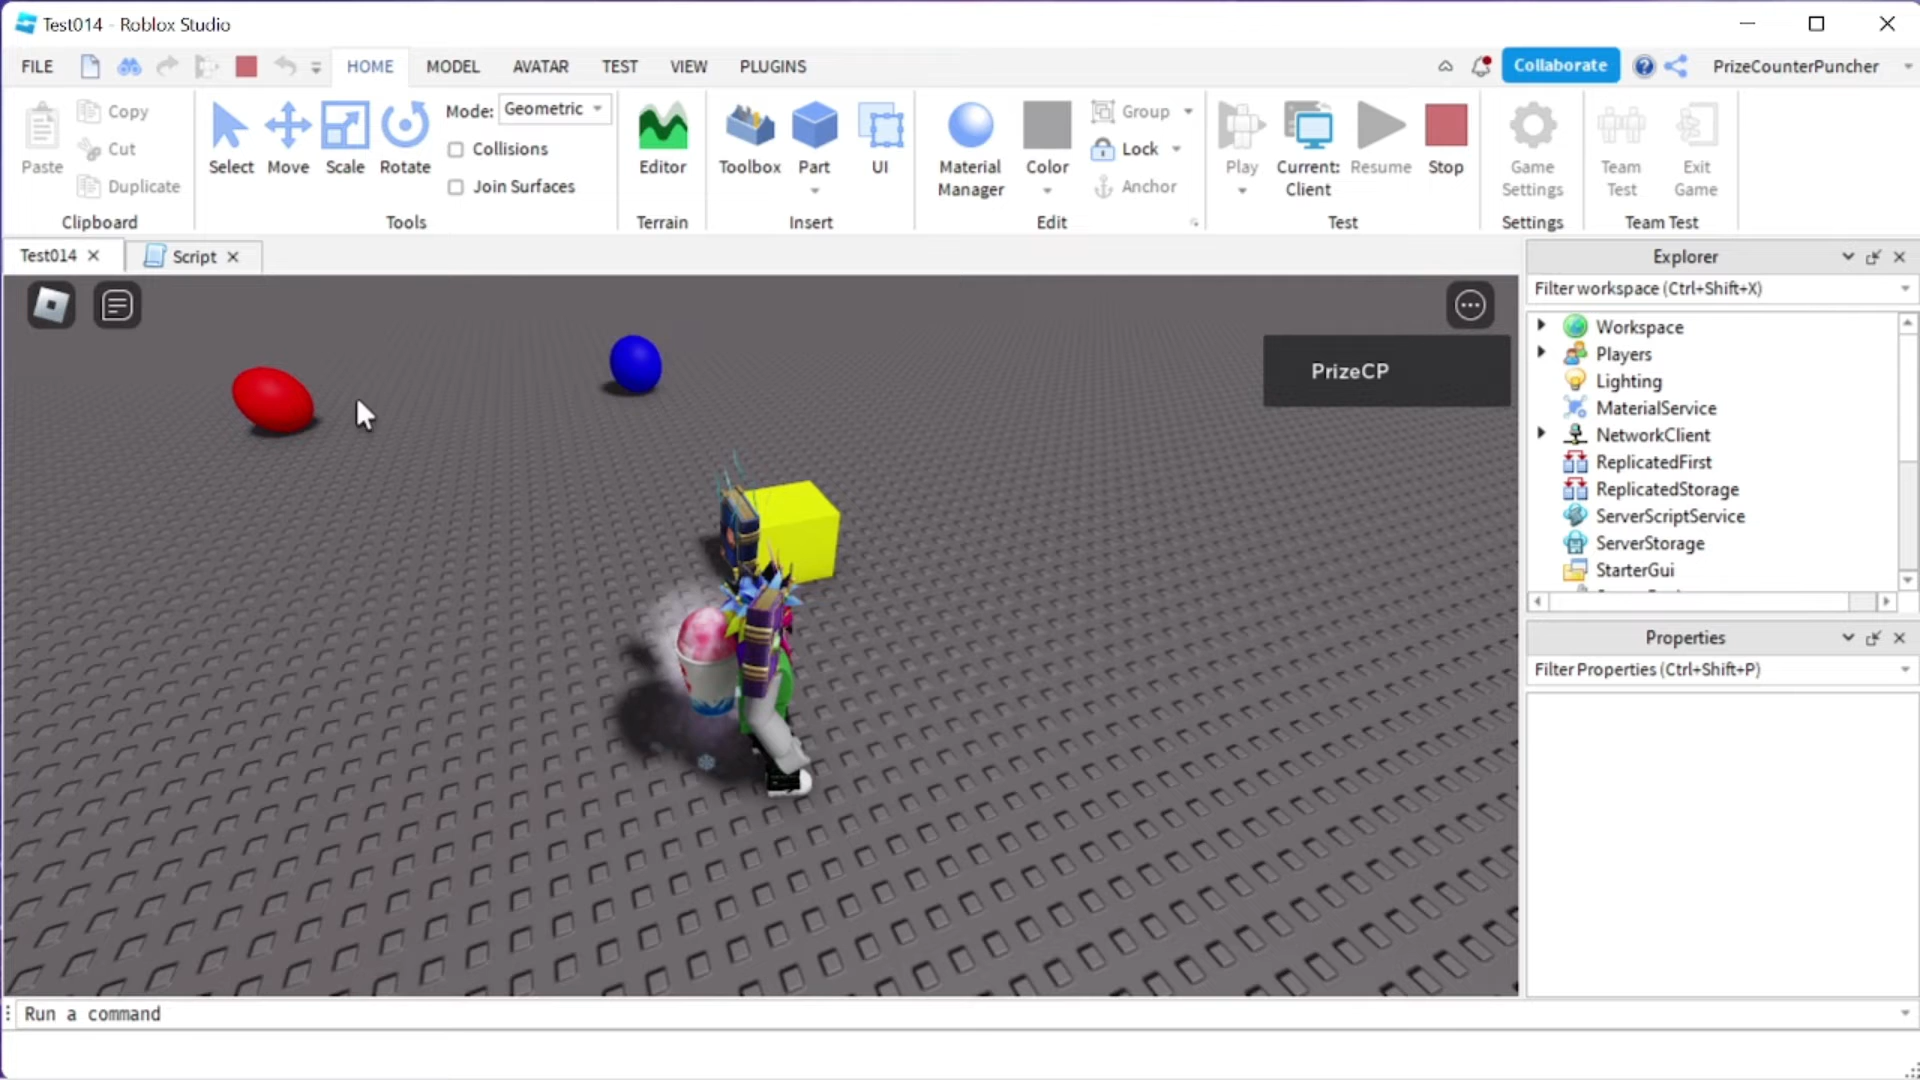 Test014 - Roblox Studio
FILE HOME MODEL AVATAR TEST VIEW PLUGINS Collaborate PrizeCounterPuncher
Paste
Copy
Cut
Duplicate
Clipboard
Select Move Scale Rotate
Mode: Geometric
Collisions
Join Surfaces
Tools
Editor
Terrain
Toolbox Part UI
Insert
Material
Manager
Color
Group
Lock
Anchor
Edit
Play
Current:
Client
Resume Stop
Test
Game
Settings
Settings
Team
Test
Exit
Game
Team Test
Test014 Script
PrizeCP
Explorer
Filter workspace (Ctrl+Shift+X)
Workspace
Players
Lighting
MaterialService
NetworkClient
ReplicatedFirst
ReplicatedStorage
ServerScriptService
ServerStorage
StarterGui
Properties
Filter Properties (Ctrl+Shift+P)
Run a command